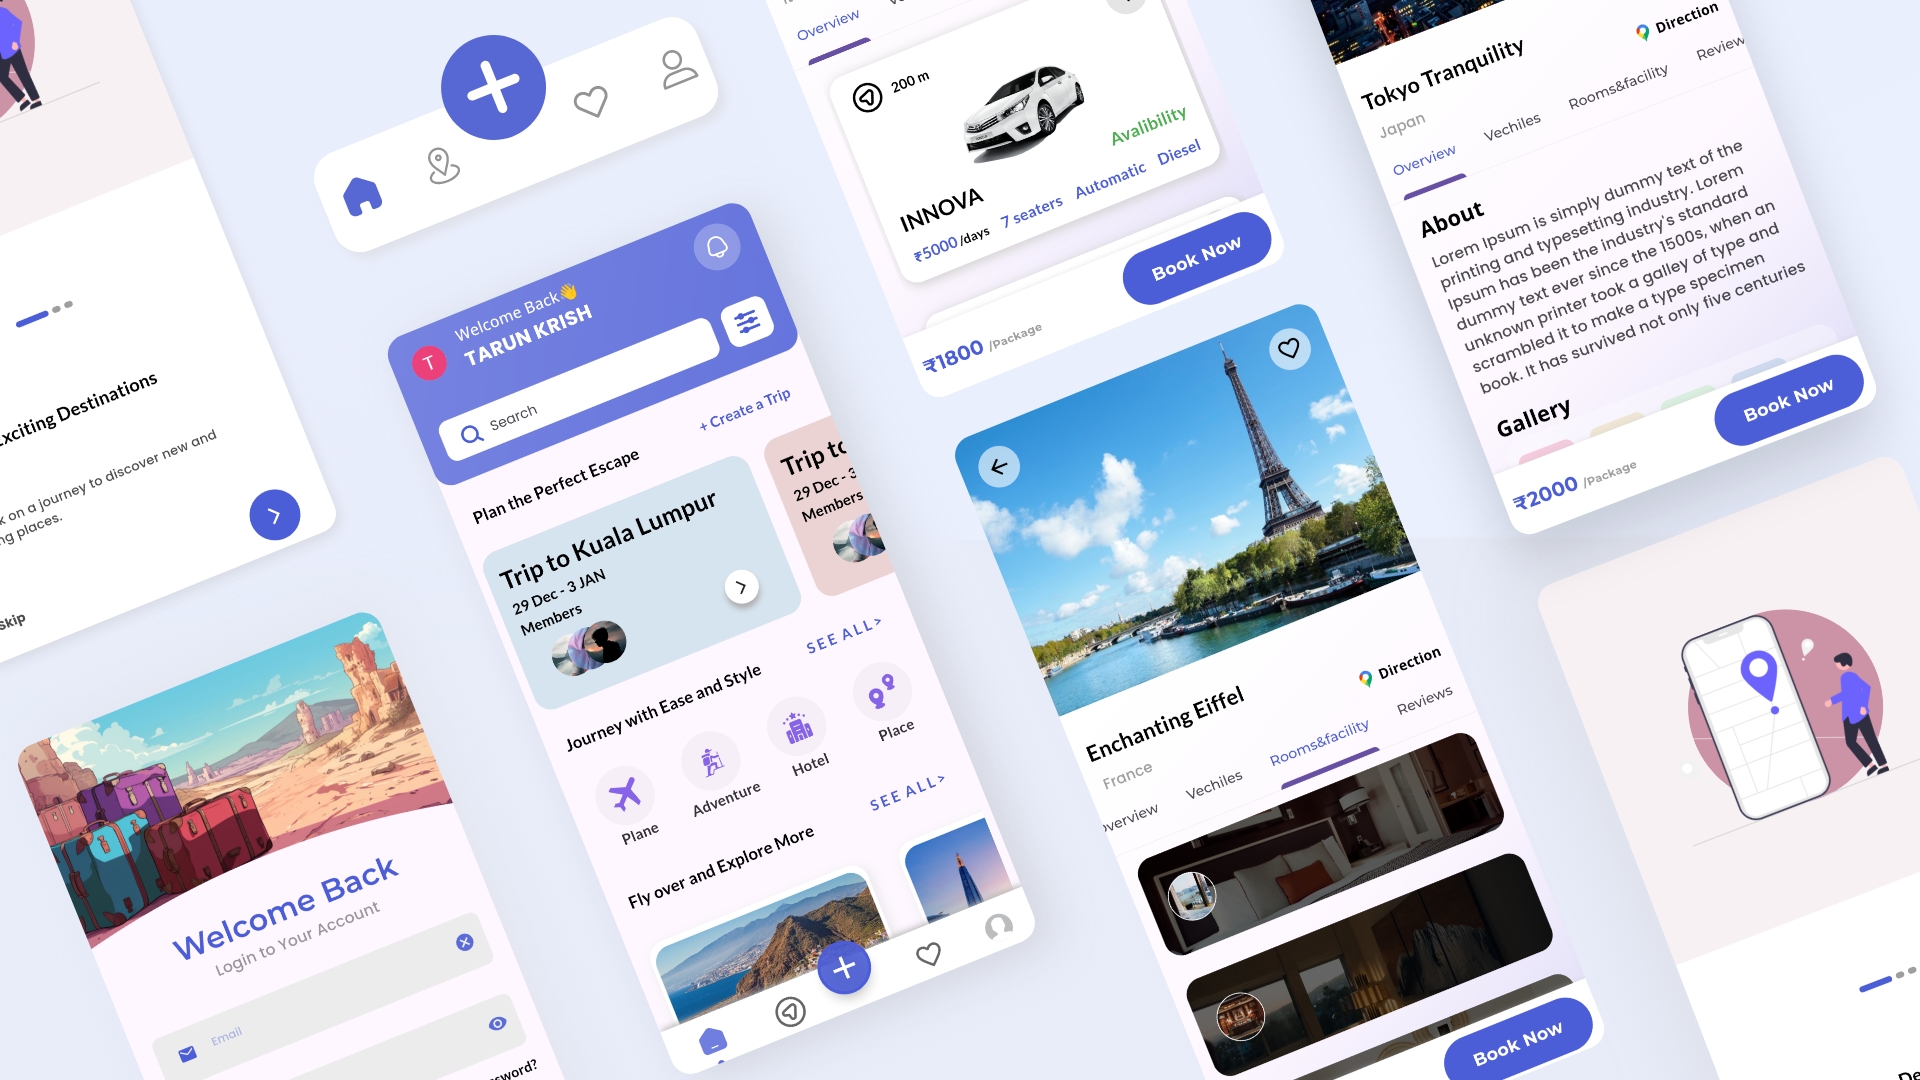 Exciting Destinations
k on a journey to discover new and
ng places.
skip
Welcome Back
Login to Your Account
Email
sword?
Welcome Back👋
T
TARUN KRISH
Search
+ Create a Trip
Plan the Perfect Escape
Trip to Kuala Lumpur
29 Dec - 3 JAN
Members
Trip to
29 Dec - 3
Members
SEE ALL>
Journey with Ease and Style
Plane
Adventure
Hotel
Place
SEE ALL>
Fly over and Explore More
Overview
200 m
Avalibility
INNOVA
₹5000 /days
7 seaters
Automatic
Diesel
₹1800 /Package
Book Now
Direction
Enchanting Eiffel
France
Overview
Vechiles
Rooms&facility
Reviews
Book Now
Direction
Tokyo Tranquility
Japan
Overview
Vechiles
Rooms&facility
Review
About
Lorem Ipsum is simply dummy text of the
printing and typesetting industry. Lorem
Ipsum has been the industry's standard
dummy text ever since the 1500s, when an
unknown printer took a galley of type and
scrambled it to make a type specimen
book. It has survived not only five centuries
Gallery
₹2000 /Package
Book Now
De